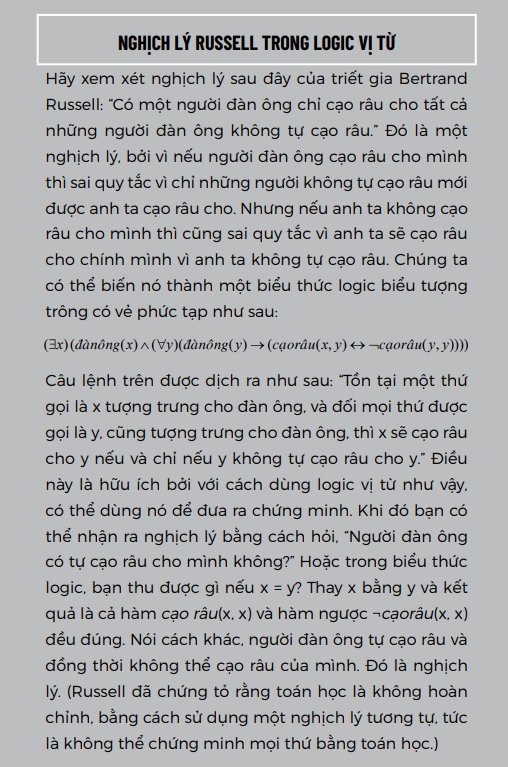 NGHỊCH LÝ RUSSELL TRONG LOGIC VỊ TỪ
Hãy xem xét nghịch lý sau đây của triết gia Bertrand
Russell: “Có một người đàn ông chỉ cạo râu cho tất cả
những người đàn ông không tự cạo râu.” Đó là một
nghịch lý, bởi vì nếu người đàn ông cạo râu cho mình
thì sai quy tắc vì chỉ những người không tự cạo râu mới
được anh ta cạo râu cho. Nhưng nếu anh ta không cạo
râu cho mình thì cũng sai quy tắc vì anh ta sẽ cạo râu
cho chính mình vì anh ta không tự cạo râu. Chúng ta
có thể biến nó thành một biểu thức logic biểu tượng
trông có vẻ phức tạp như sau:
(∃x)(đànông(x)∧(∀y)(đànông(y)→(cạorâu(x,y)↔¬cạorâu(y,y))))
Câu lệnh trên được dịch ra như sau: “Tồn tại một thứ
gọi là x tượng trưng cho đàn ông, và đối mọi thứ được
gọi là y, cũng tượng trưng cho đàn ông, thì x sẽ cạo râu
cho y nếu và chỉ nếu y không tự cạo râu cho y.” Điều
này là hữu ích bởi với cách dùng logic vị từ như vậy,
có thể dùng nó để đưa ra chứng minh. Khi đó bạn có
thể nhận ra nghịch lý bằng cách hỏi, “Người đàn ông
có tự cạo râu cho mình không?” Hoặc trong biểu thức
logic, bạn thu được gì nếu x = y? Thay x bằng y và kết
quả là cả hàm cạo râu(x, x) và hàm ngược ¬cạorâu(x, x)
đều đúng. Nói cách khác, người đàn ông tự cạo râu và
đồng thời không thể cạo râu của mình. Đó là nghịch
lý. (Russell đã chứng tỏ rằng toán học là không hoàn
chỉnh, bằng cách sử dụng một nghịch lý tương tự, tức
là không thể chứng minh mọi thứ bằng toán học.)